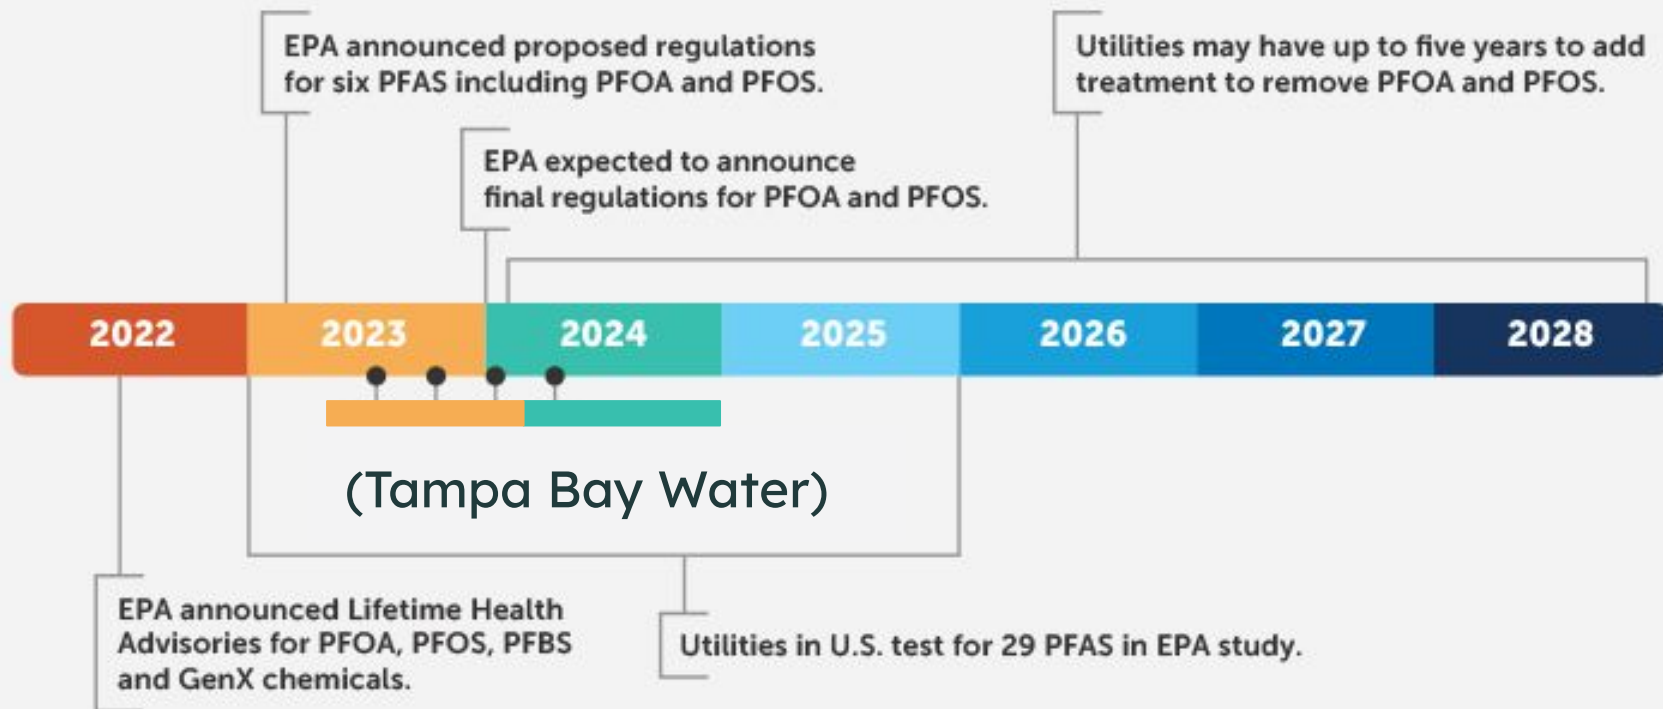 EPA announced proposed regulations
for six PFAS including PFOA and PFOS.
Utilities may have up to five years to add
treatment to remove PFOA and PFOS.
EPA expected to announce
final regulations for PFOA and PFOS.
2022 2023 2024 2025 2026 2027 2028
(Tampa Bay Water)
EPA announced Lifetime Health
Advisories for PFOA, PFOS, PFBS
and GenX chemicals.
Utilities in U.S. test for 29 PFAS in EPA study.